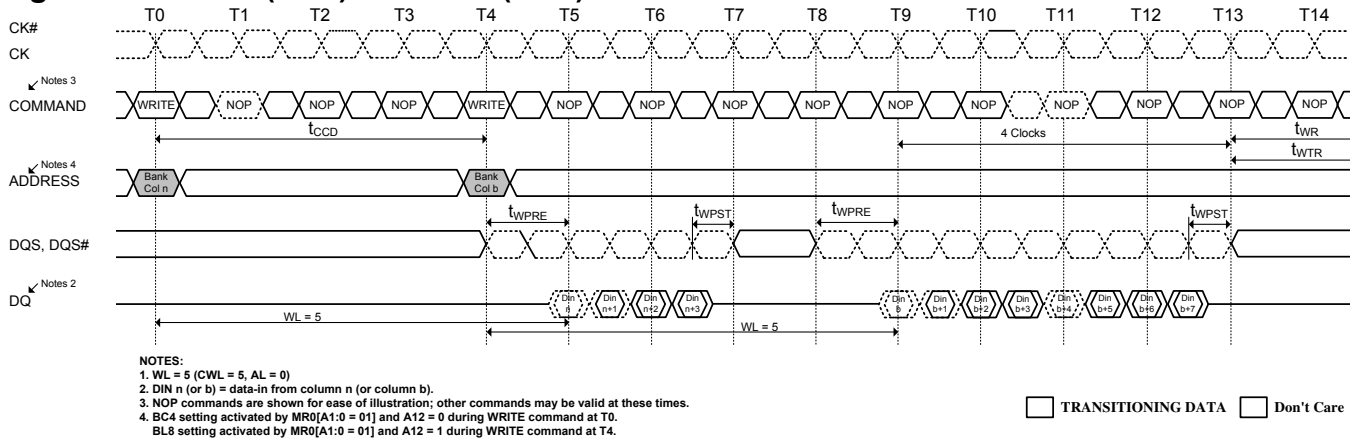 T0 T1 T2 T3 T4 T5 T6 T7 T8 T9 T10 T11 T12 T13 T14
CK#
CK
Notes 3
COMMAND WRITE NOP NOP NOP WRITE NOP NOP NOP NOP NOP NOP NOP NOP NOP NOP
tCCD 4 Clocks tWR
tWTR
Notes 4
ADDRESS Bank Col n Bank Col b
tWPRE tWPST tWPRE tWPST
DQS, DQS#
Notes 2
DQ Din n Din n+1 Din n+2 Din n+3 Din b Din b+1 Din b+2 Din b+3 Din b+4 Din b+5 Din b+6 Din b+7
WL = 5 WL = 5
NOTES:
1. WL = 5 (CWL = 5, AL = 0)
2. DIN n (or b) = data-in from column n (or column b).
3. NOP commands are shown for ease of illustration; other commands may be valid at these times.
4. BC4 setting activated by MR0[A1:0 = 01] and A12 = 0 during WRITE command at T0.
BL8 setting activated by MR0[A1:0 = 01] and A12 = 1 during WRITE command at T4.
TRANSITIONING DATA Don't Care